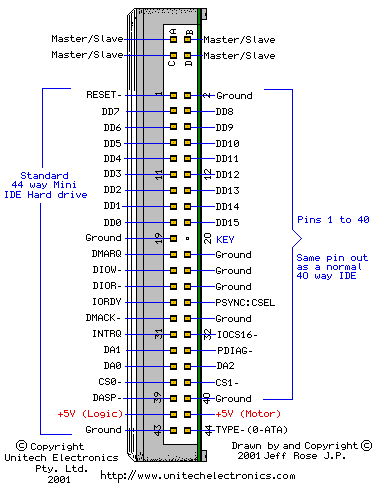 A B
Master/Slave Master/Slave
Master/Slave Master/Slave
C D
RESET- 1 2 Ground
DD7 DD8
DD6 DD9
DD5 DD10
DD4 DD11
DD3 11 12 DD12
DD2 DD13
DD1 DD14
DD0 DD15
Ground 19 20 KEY
DMARQ Ground
DIOW- Ground
DIOR- Ground
IORDY PSYNC:CSEL
DMACK- Ground
INTRQ 31 32 IOCS16-
DA1 PDIAG-
DA0 DA2
CS0- CS1-
DASP- 39 40 Ground
+5V (Logic) +5V (Motor)
Ground 43 44 TYPE-(0-ATA)
Standard
44 way Mini
IDE Hard drive
Pins 1 to 40
Same pin out
as a normal
40 way IDE
© Copyright
Unitech Electronics
Pty. Ltd.
2001
Drawn by and Copyright ©
2001 Jeff Rose J.P.
http://www.unitechelectronics.com